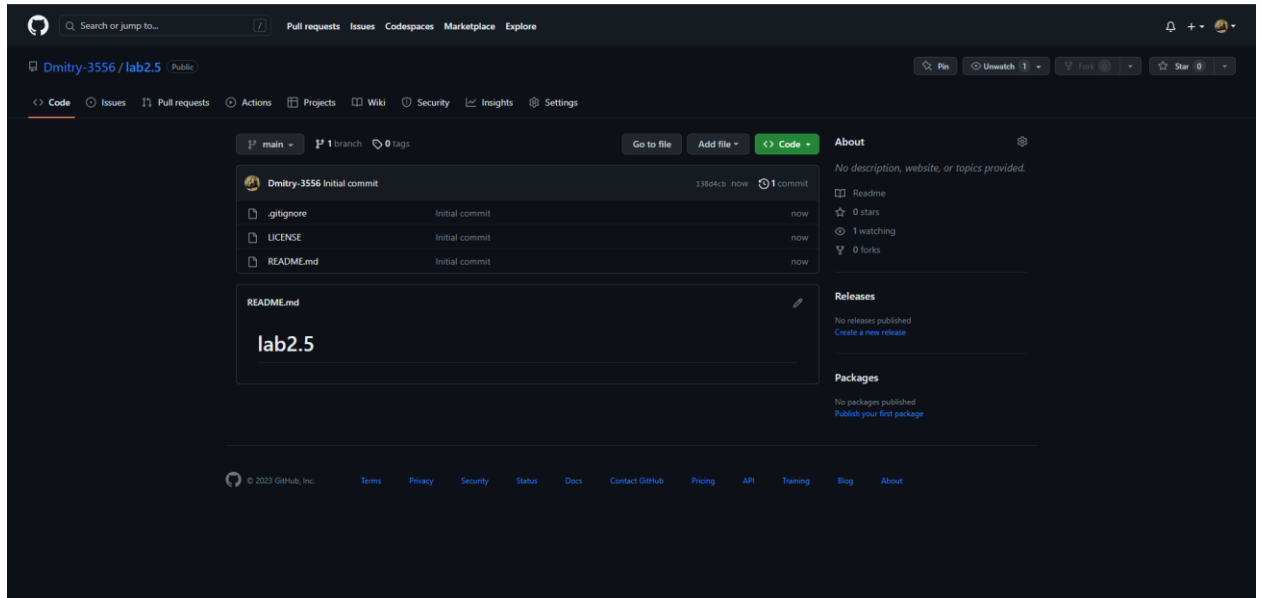 Search or jump to... /
Pull requests Issues Codespaces Marketplace Explore
Dmitry-3556 / lab2.5 Public
Pin Unwatch 1 Fork 0 Star 0
Code Issues Pull requests Actions Projects Wiki Security Insights Settings
main 1 branch 0 tags Go to file Add file Code
Dmitry-3556 Initial commit 138d4cb now 1 commit
.gitignore Initial commit now
LICENSE Initial commit now
README.md Initial commit now
README.md
lab2.5
About
No description, website, or topics provided.
Readme
0 stars
1 watching
0 forks
Releases
No releases published
Create a new release
Packages
No packages published
Publish your first package
© 2023 GitHub, Inc. Terms Privacy Security Status Docs Contact GitHub Pricing API Training Blog About